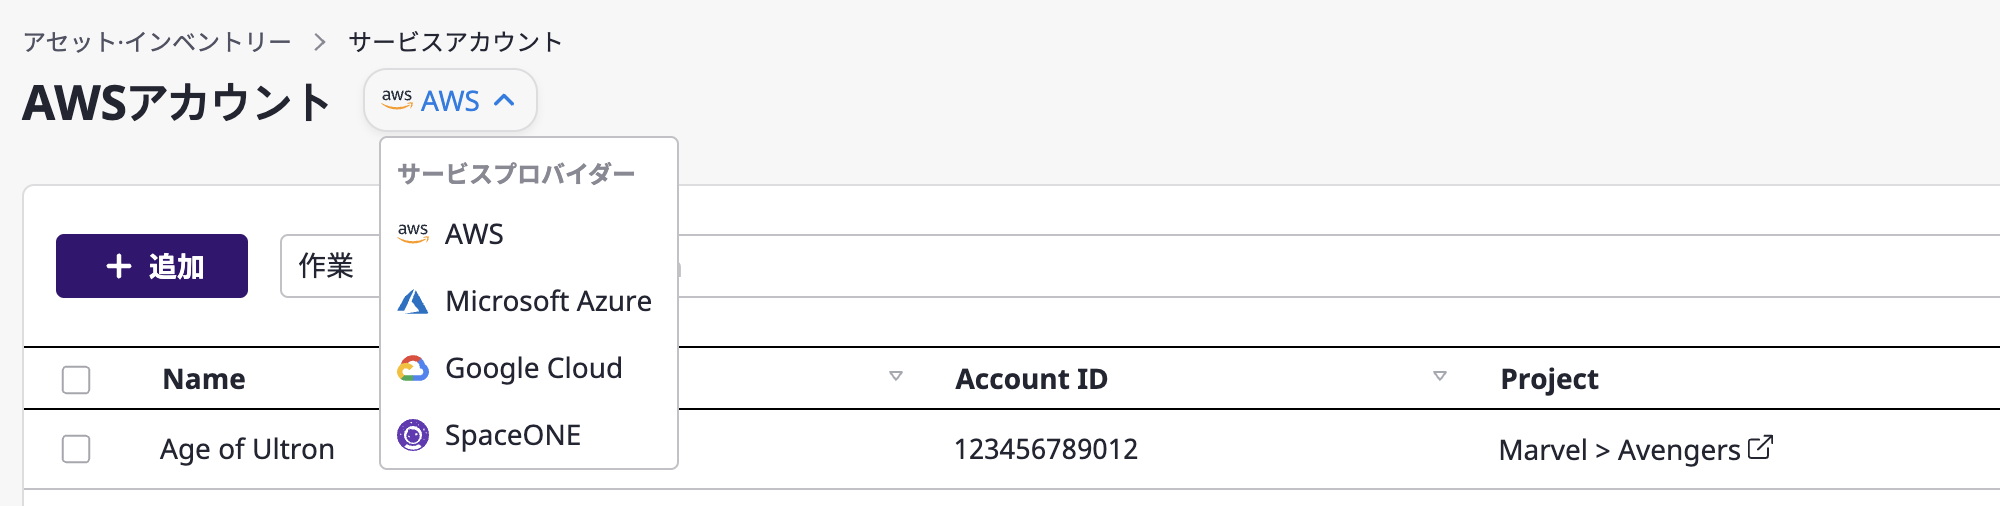 アセット·インベントリー > サービスアカウント
AWSアカウント
aws AWS
サービスプロバイダー
aws AWS
Microsoft Azure
Google Cloud
SpaceONE
+ 追加
作業
Name
Account ID
Project
Age of Ultron
123456789012
Marvel > Avengers